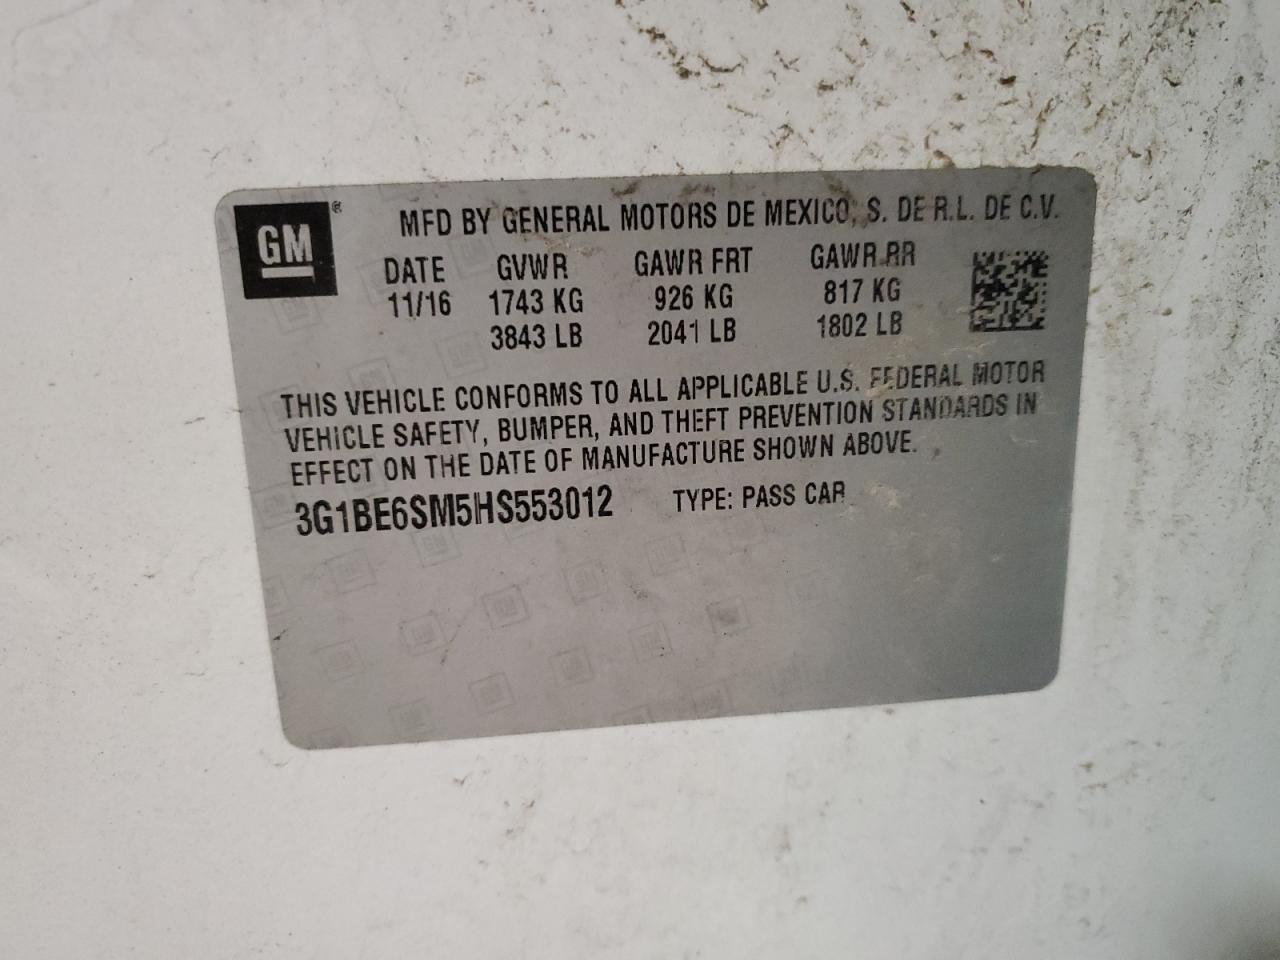 GM®
MFD BY GENERAL MOTORS DE MEXICO, S. DE R.L. DE C.V.
DATE GVWR GAWR FRT GAWR RR
11/16 1743 KG 926 KG 817 KG
3843 LB 2041 LB 1802 LB
THIS VEHICLE CONFORMS TO ALL APPLICABLE U.S. FEDERAL MOTOR
VEHICLE SAFETY, BUMPER, AND THEFT PREVENTION STANDARDS IN
EFFECT ON THE DATE OF MANUFACTURE SHOWN ABOVE.
3G1BE6SM5HS553012 TYPE: PASS CAR